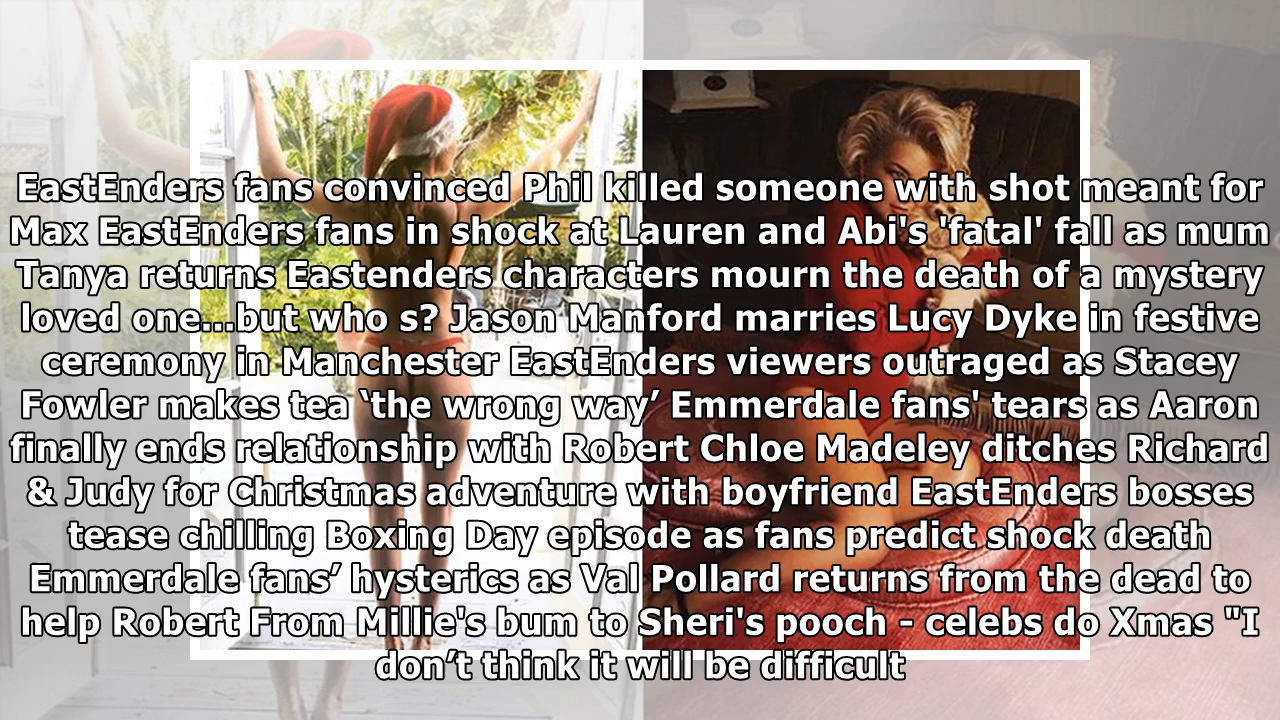 EastEnders fans convinced Phil killed someone with shot meant for
Max EastEnders fans in shock at Lauren and Abi's 'fatal' fall as mum
Tanya returns Eastenders characters mourn the death of a mystery
loved one...but who s? Jason Manford marries Lucy Dyke in festive
ceremony in Manchester EastEnders viewers outraged as Stacey
Fowler makes tea ‘the wrong way’ Emmerdale fans' tears as Aaron
finally ends relationship with Robert Chloe Madeley ditches Richard
& Judy for Christmas adventure with boyfriend EastEnders bosses
tease chilling Boxing Day episode as fans predict shock death
Emmerdale fans’ hysterics as Val Pollard returns from the dead to
help Robert From Millie's bum to Sheri's pooch - celebs do Xmas "I
don’t think it will be difficult